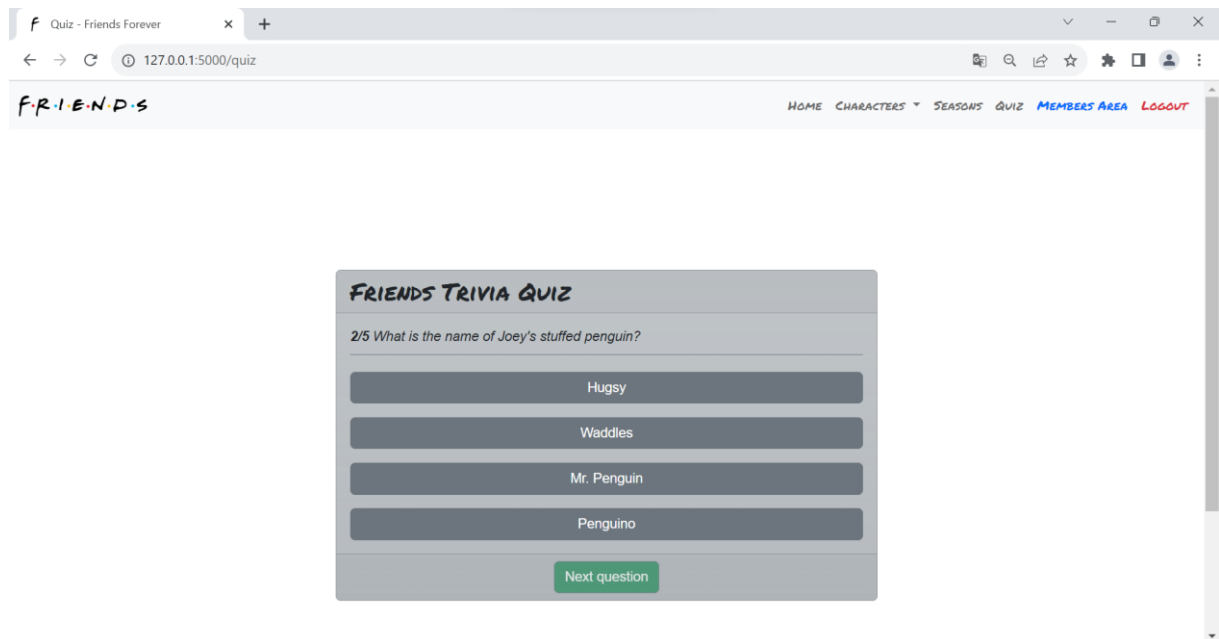 Quiz - Friends Forever
127.0.0.1:5000/quiz
F·R·I·E·N·D·S
Home Characters Seasons Quiz Members Area Logout
Friends Trivia Quiz
2/5 What is the name of Joey's stuffed penguin?
Hugsy
Waddles
Mr. Penguin
Penguino
Next question